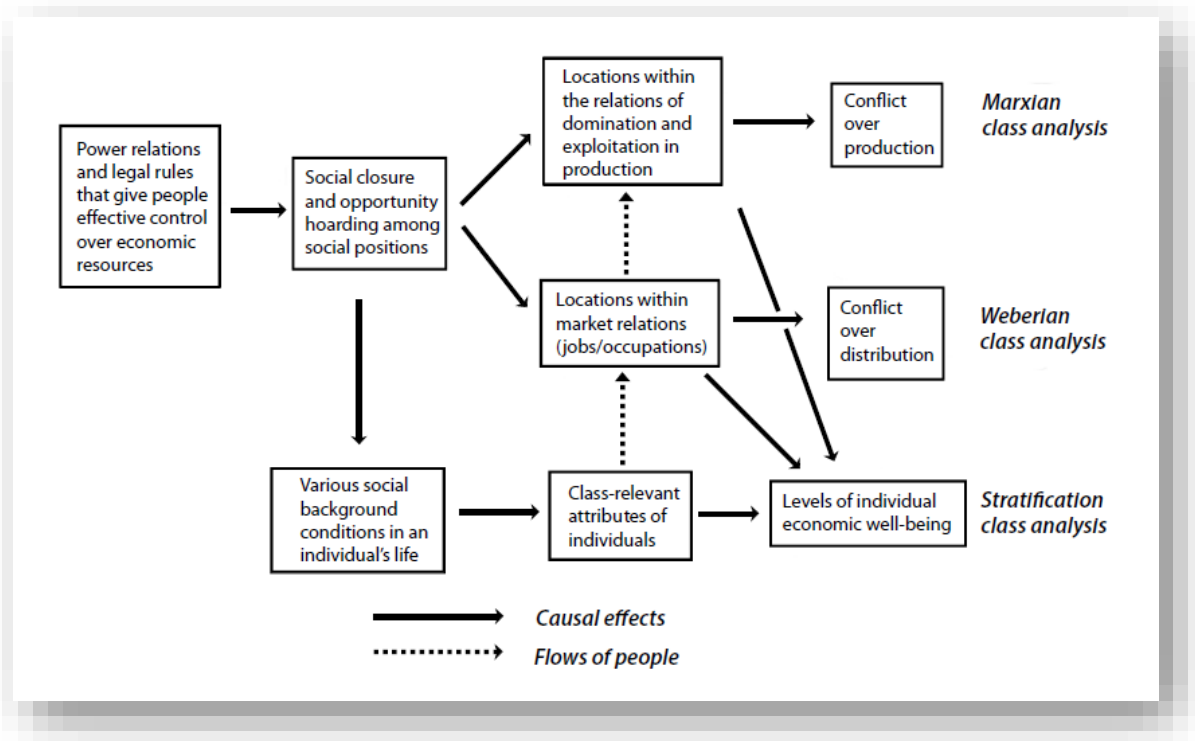 Power relations
and legal rules
that give people
effective control
over economic
resources
Social closure
and opportunity
hoarding among
social positions
Locations within
the relations of
domination and
exploitation in
production
Conflict
over
production
Marxian
class analysis
Locations within
market relations
(jobs/occupations)
Conflict
over
distribution
Weberian
class analysis
Various social
background
conditions in an
individual's life
Class-relevant
attributes of
individuals
Levels of individual
economic well-being
Stratification
class analysis
Causal effects
Flows of people